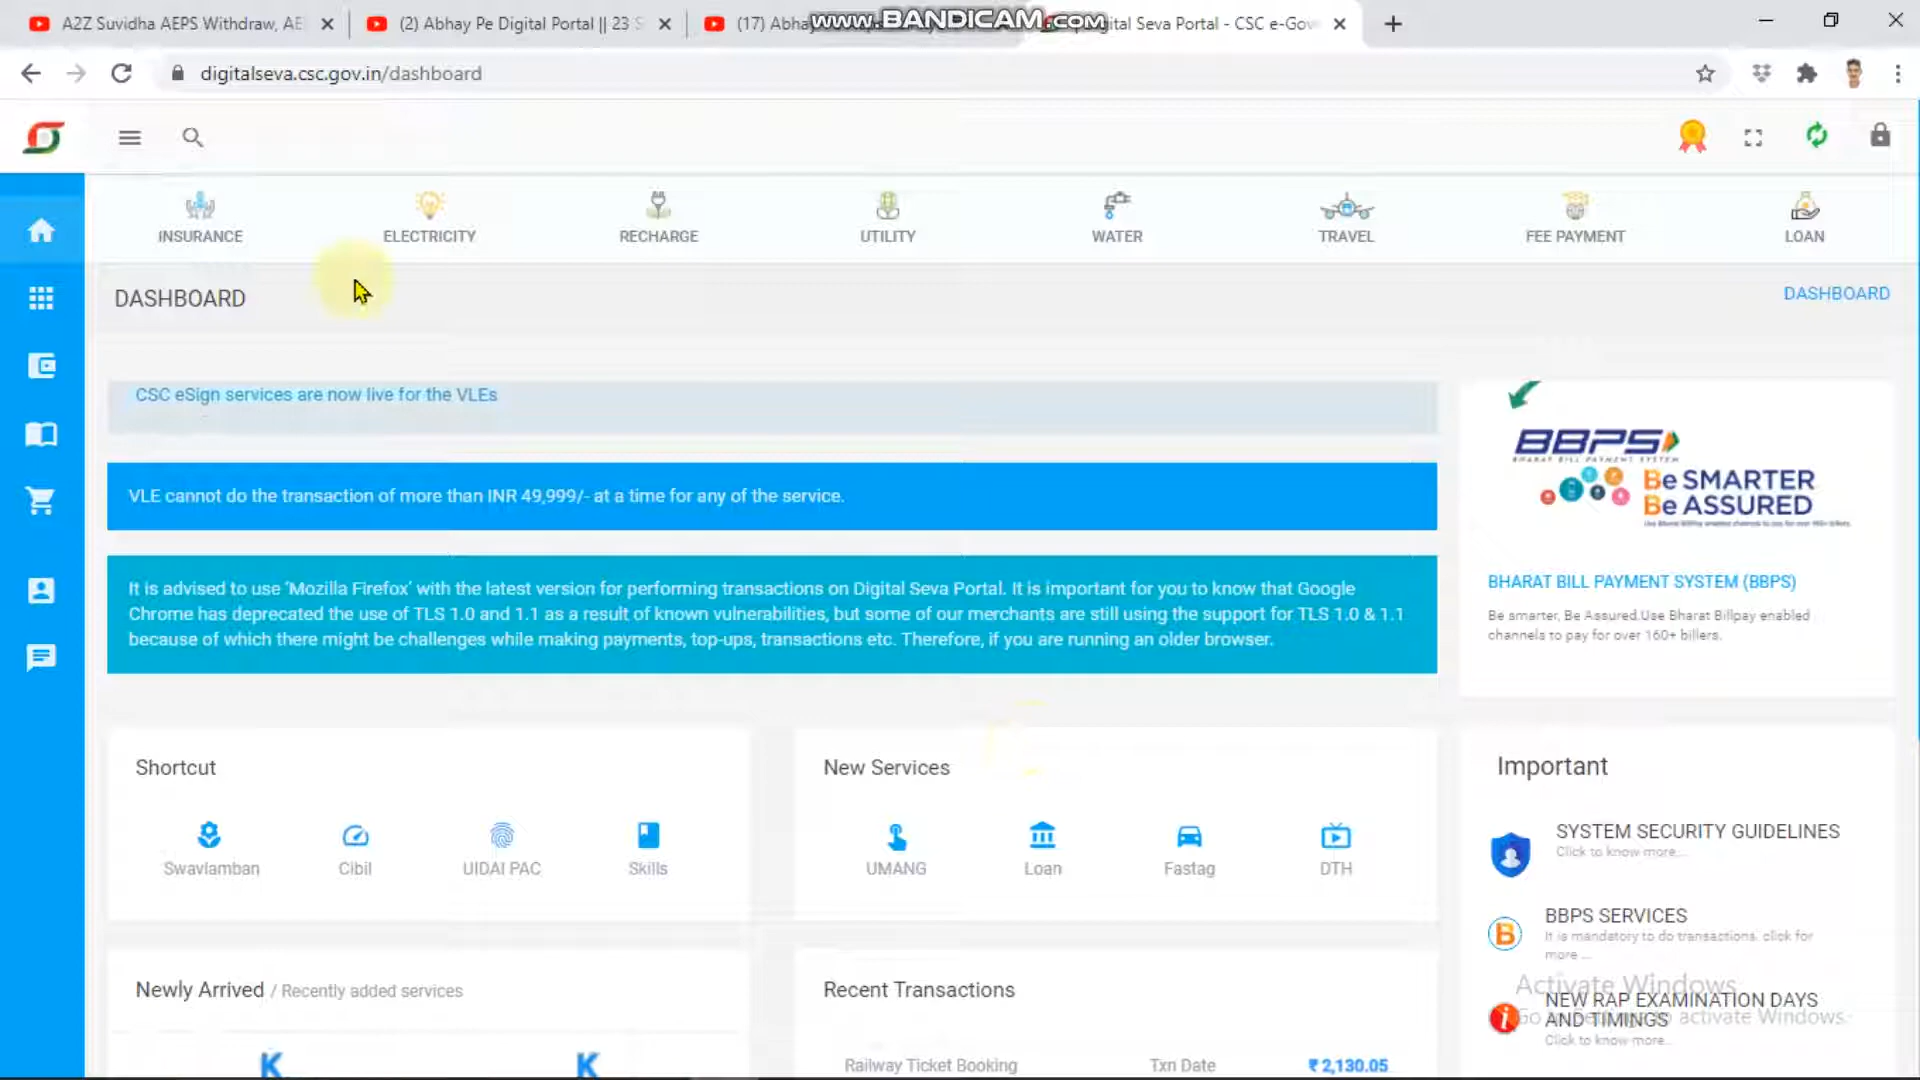 A2Z Suvidha AEPS Withdraw, AE
(2) Abhay Pe Digital Portal || 23 S
(17) Abha
www.BANDICAM.com
Digital Seva Portal - CSC e-Gov
digitalseva.csc.gov.in/dashboard
INSURANCE
ELECTRICITY
RECHARGE
UTILITY
WATER
TRAVEL
FEE PAYMENT
LOAN
DASHBOARD
DASHBOARD
CSC eSign services are now live for the VLEs
VLE cannot do the transaction of more than INR 49,999/- at a time for any of the service.
It is advised to use 'Mozilla Firefox' with the latest version for performing transactions on Digital Seva Portal. It is important for you to know that Google
Chrome has deprecated the use of TLS 1.0 and 1.1 as a result of known vulnerabilities, but some of our merchants are still using the support for TLS 1.0 & 1.1
because of which there might be challenges while making payments, top-ups, transactions etc. Therefore, if you are running an older browser.
BBPS
BHARAT BILL PAYMENT SYSTEM
Be SMARTER
Be ASSURED
BHARAT BILL PAYMENT SYSTEM (BBPS)
Be smarter, Be Assured.Use Bharat Billpay enabled
channels to pay for over 160+ billers.
Shortcut
Swavlamban
Cibil
UIDAI PAC
Skills
New Services
UMANG
Loan
Fastag
DTH
Important
SYSTEM SECURITY GUIDELINES
Click to know more...
BBPS SERVICES
It is mandatory to do transactions. click for
more ...
NEW RAP EXAMINATION DAYS
AND TIMINGS
Click to know more..
Activate Windows
Go to Settings to activate Windows.
Newly Arrived / Recently added services
K
K
Recent Transactions
Railway Ticket Booking
Txn Date
₹ 2,130.05